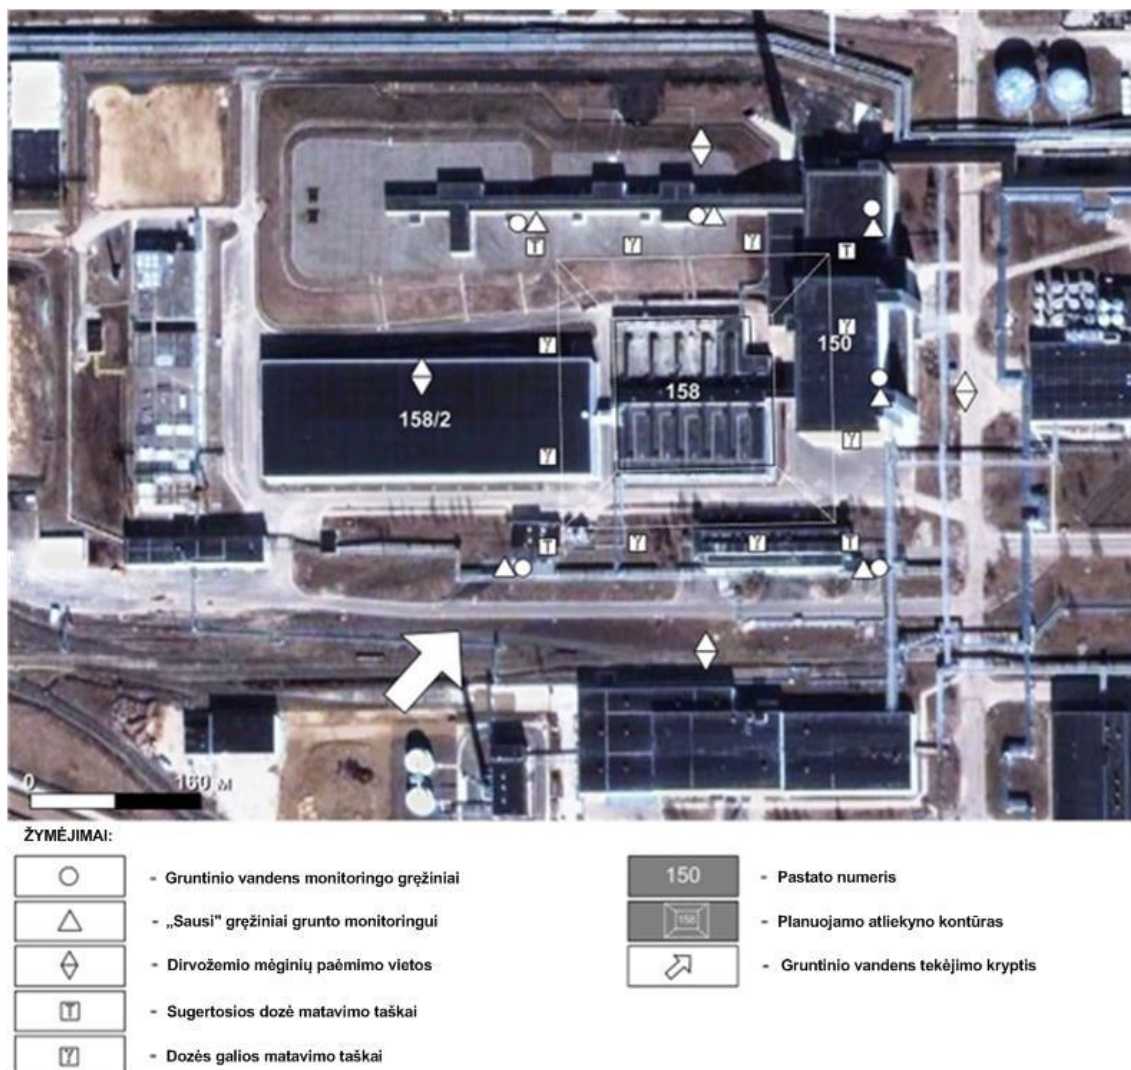 T
γ
γ
T
γ
γ
150
158
158/2
γ
γ
T
γ
γ
T
0
160 м
ŽYMĖJIMAI:
- Gruntinio vandens monitoringo gręžiniai
- „Sausi" gręžiniai grunto monitoringui
- Dirvožemio mėginių paėmimo vietos
T - Sugertosios dozė matavimo taškai
γ - Dozės galios matavimo taškai
150 - Pastato numeris
158 - Planuojamo atliekyno kontūras
- Gruntinio vandens tekėjimo kryptis